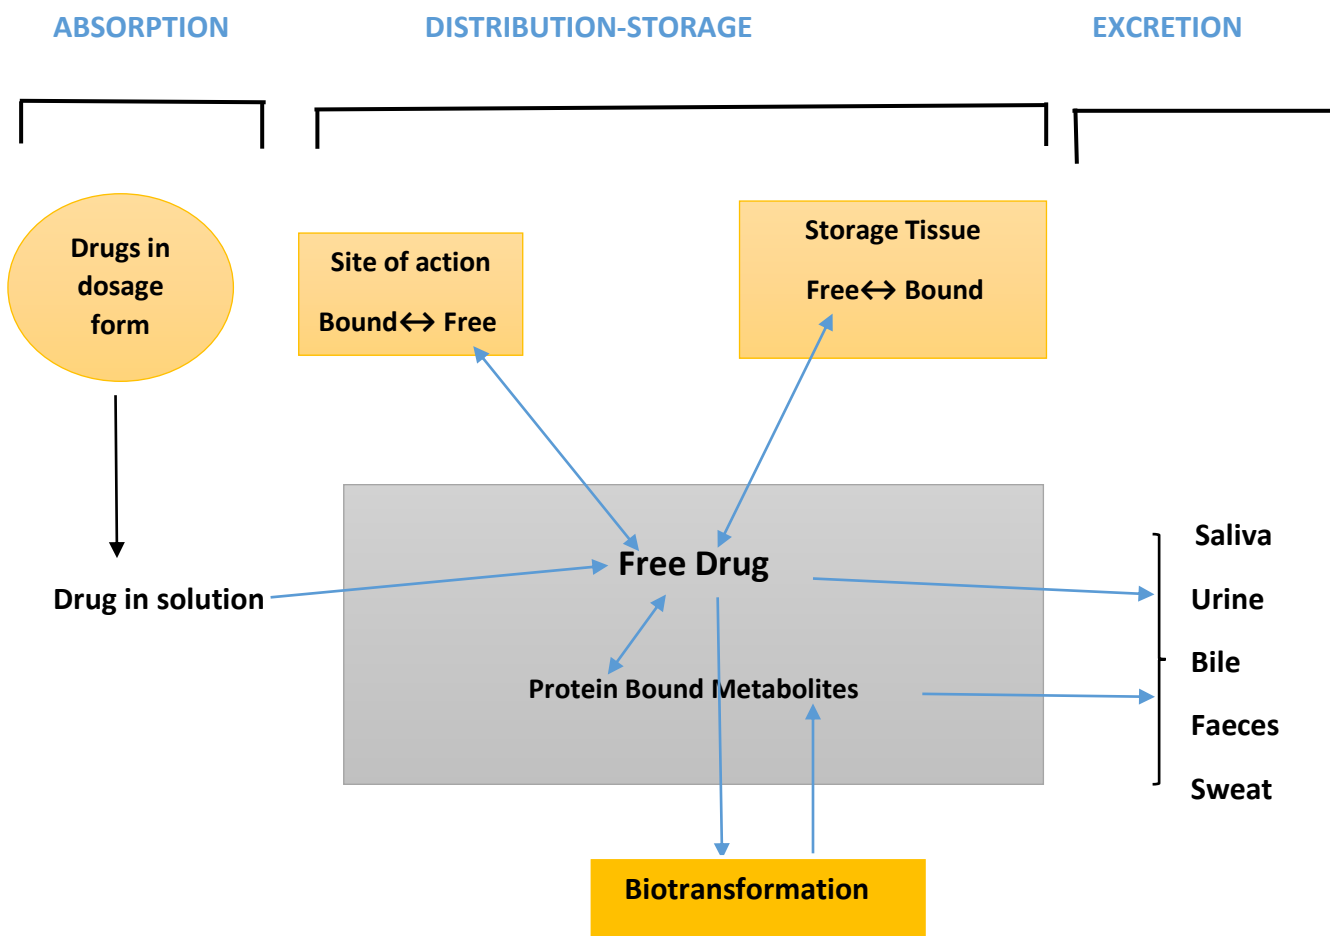 ABSORPTION
DISTRIBUTION-STORAGE
EXCRETION
Drugs in
dosage
form
Site of action
Bound↔ Free
Storage Tissue
Free↔ Bound
Drug in solution
Free Drug
Protein Bound Metabolites
Saliva
Urine
Bile
Faeces
Sweat
Biotransformation